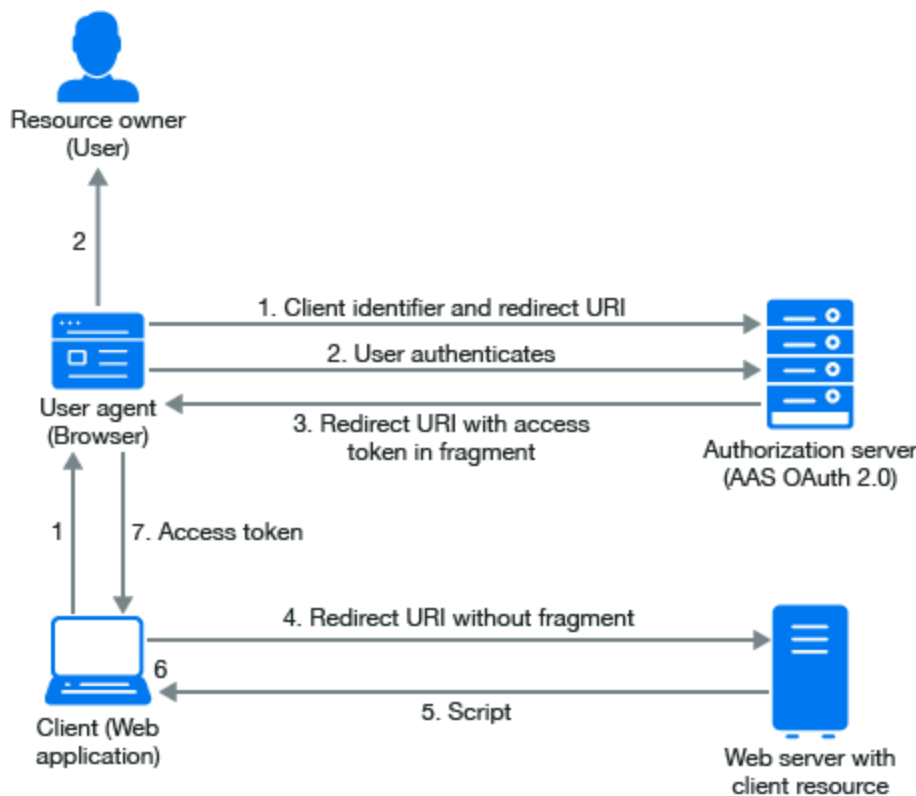 Resource owner
(User)
2
1. Client identifier and redirect URI
2. User authenticates
3. Redirect URI with access
token in fragment
User agent
(Browser)
Authorization server
(AAS OAuth 2.0)
1
7. Access token
4. Redirect URI without fragment
6
5. Script
Client (Web
application)
Web server with
client resource